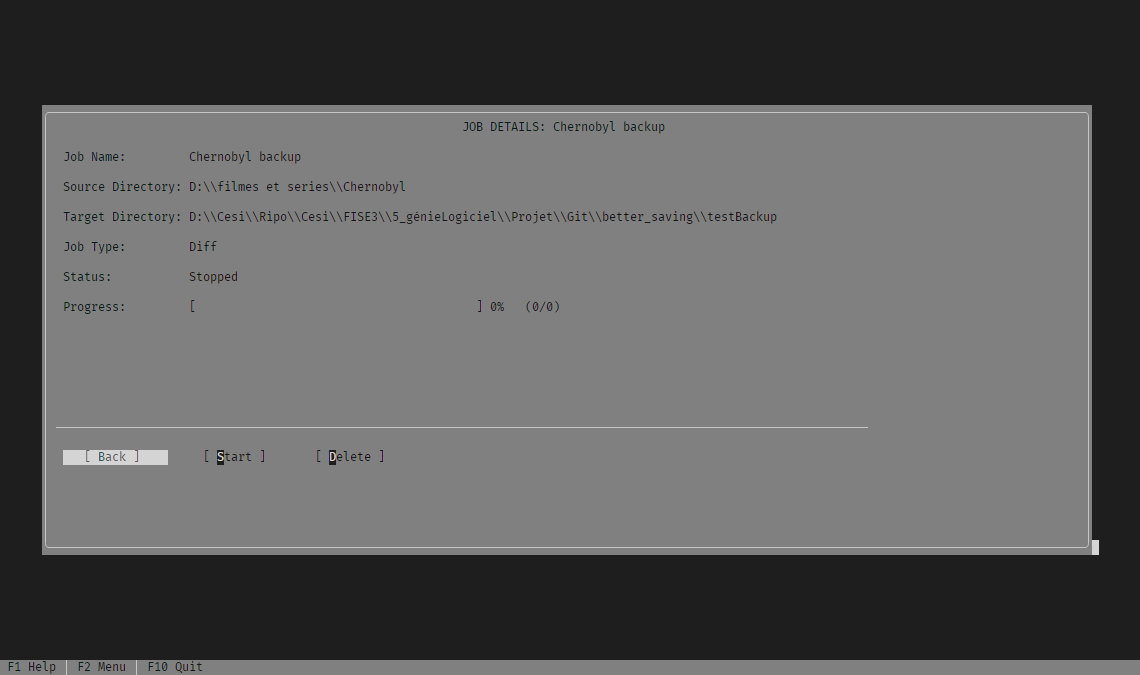 JOB DETAILS: Chernobyl backup
Job Name: Chernobyl backup
Source Directory: D:\\filmes et series\\Chernobyl
Target Directory: D:\\Cesi\\Ripo\\Cesi\\FISE3\\5_génieLogiciel\\Projet\\Git\\better_saving\\testBackup
Job Type: Diff
Status: Stopped
Progress: [ ] 0% (0/0)
[ Back ] [ Start ] [ Delete ]
F1 Help F2 Menu F10 Quit